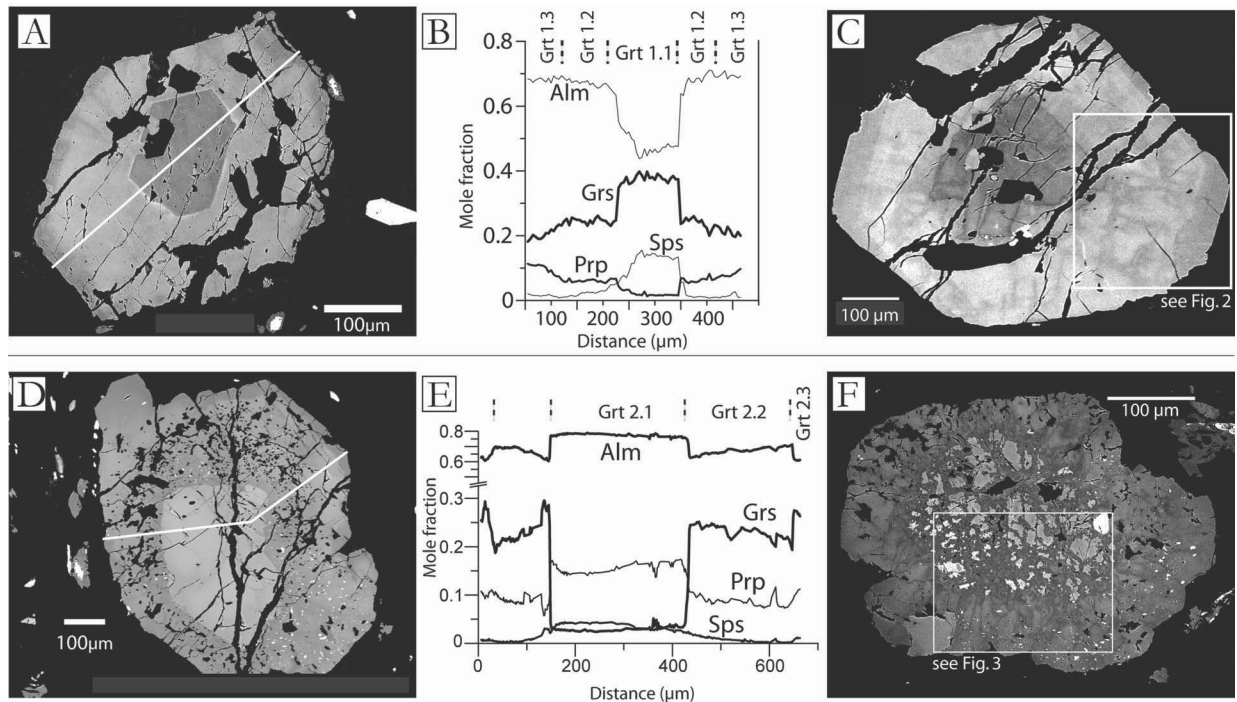 A
100µm
B
Grt 1.3
Grt 1.2
Grt 1.1
Grt 1.2
Grt 1.3
0.8
0.6
0.4
0.2
0
Mole fraction
Alm
Grs
Sps
Prp
100 200 300 400
Distance (µm)
C
100 µm
see Fig. 2
D
100µm
E
Grt 2.1
Grt 2.2
Grt 2.3
0.8
0.7
0.6
0.3
0.2
0.1
0
Mole fraction
Alm
Grs
Prp
Sps
0 200 400 600
Distance (µm)
F
100 µm
see Fig. 3